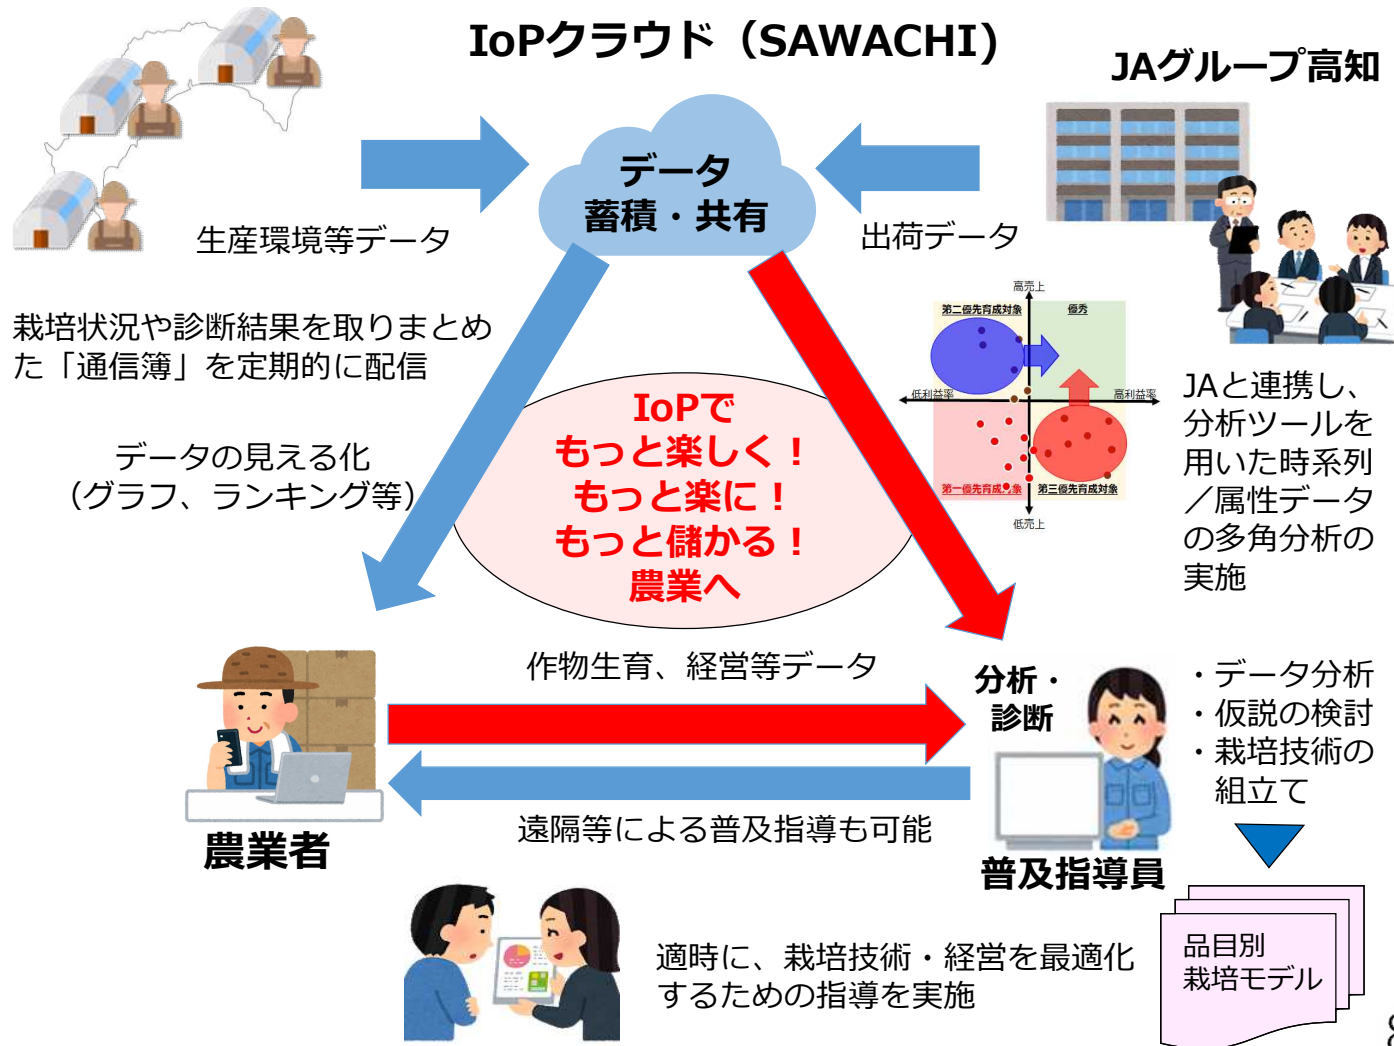 IoPクラウド（SAWACHI）
JAグループ高知
データ
蓄積・共有
生産環境等データ
出荷データ
栽培状況や診断結果を取りまとめ
た「通信簿」を定期的に配信
データの見える化
（グラフ、ランキング等）
高売上
第二優先育成対象
優秀
低利益率
高利益率
第一優先育成対象
第三優先育成対象
低売上
IoPで
もっと楽しく！
もっと楽に！
もっと儲かる！
農業へ
JAと連携し、
分析ツールを
用いた時系列
／属性データ
の多角分析の
実施
作物生育、経営等データ
分析・
診断
・データ分析
・仮説の検討
・栽培技術の
組立て
遠隔等による普及指導も可能
農業者
普及指導員
適時に、栽培技術・経営を最適化
するための指導を実施
品目別
栽培モデル